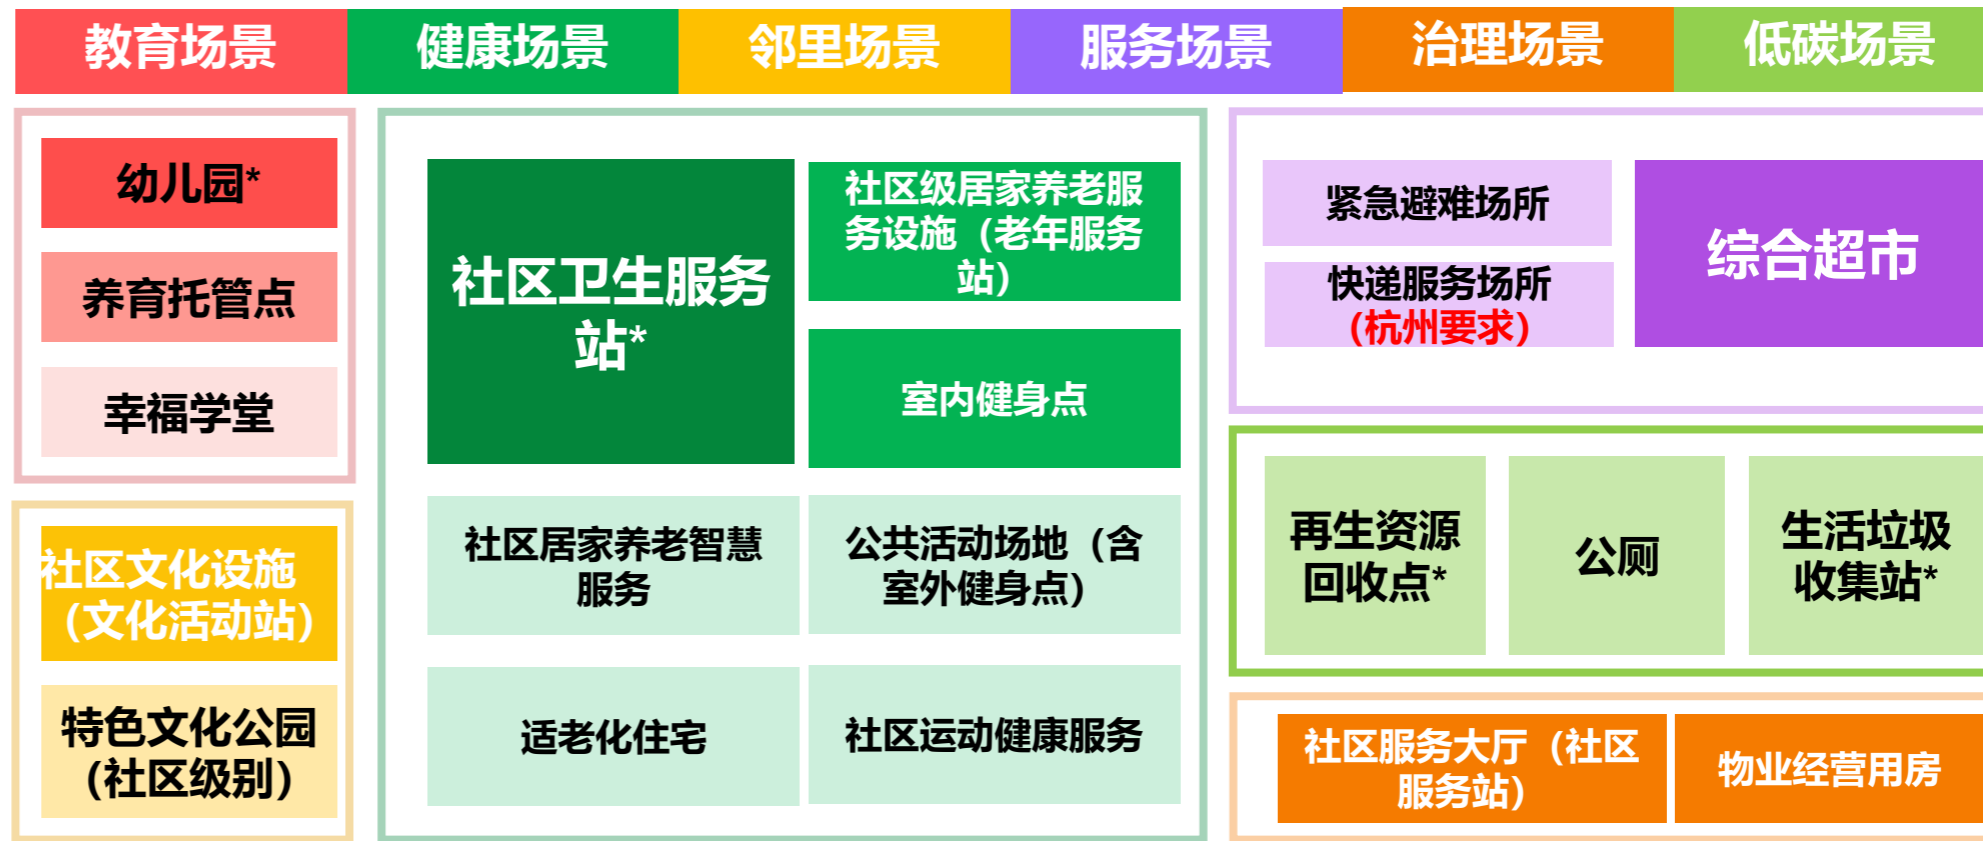 教育场景
健康场景
邻里场景
服务场景
治理场景
低碳场景
幼儿园*
养育托管点
幸福学堂
社区文化设施
（文化活动站）
特色文化公园
（社区级别）
社区卫生服务
站*
社区级居家养老服
务设施（老年服务
站）
室内健身点
社区居家养老智慧
服务
公共活动场地（含
室外健身点）
适老化住宅
社区运动健康服务
紧急避难场所
快递服务场所
（杭州要求）
综合超市
再生资源
回收点*
公厕
生活垃圾
收集站*
社区服务大厅（社区
服务站）
物业经营用房